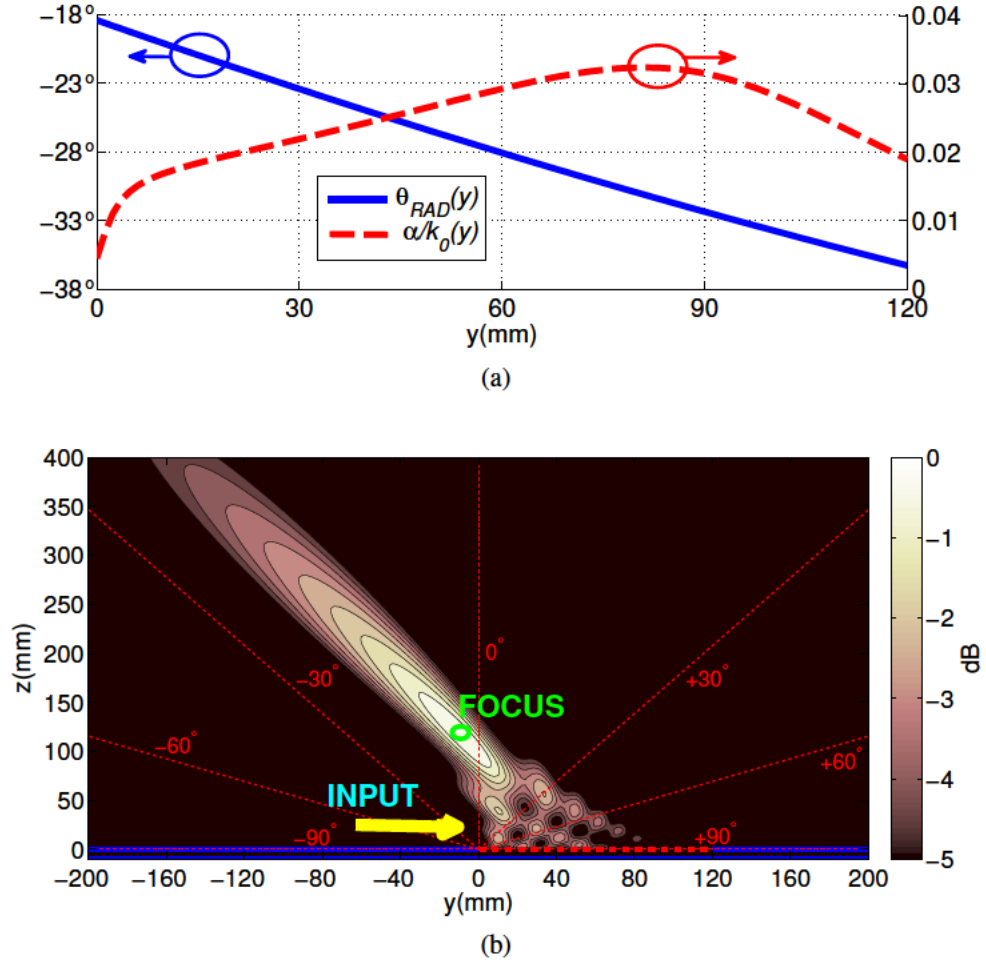 −18° 0.04
−23° 0.03
−28° 0.02
−33° 0.01
−38° 0
θRAD(y)
α/k0(y)
0 30 60 90 120
y(mm)
(a)
400 0
350 −1
300
250 −2
200
150 −3
100
50 −4
0 −5
z(mm)
dB
0°
−30° +30°
FOCUS
−60° +60°
INPUT
−90° +90°
−200 −160 −120 −80 −40 0 40 80 120 160 200
y(mm)
(b)